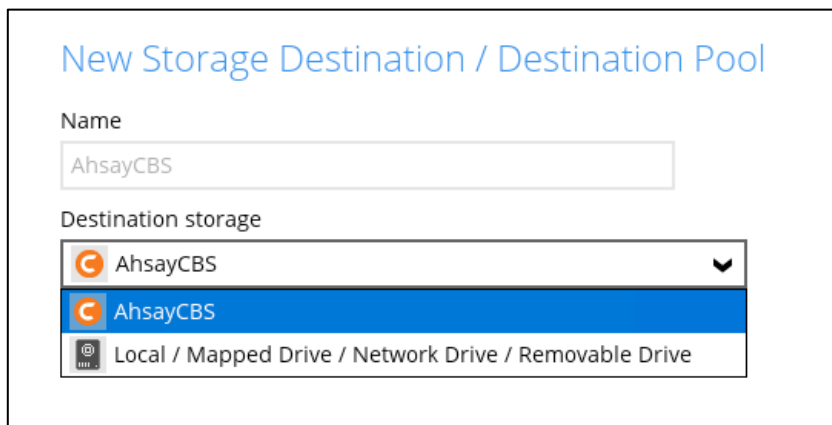 New Storage Destination / Destination Pool
Name
AhsayCBS
Destination storage
AhsayCBS
AhsayCBS
Local / Mapped Drive / Network Drive / Removable Drive